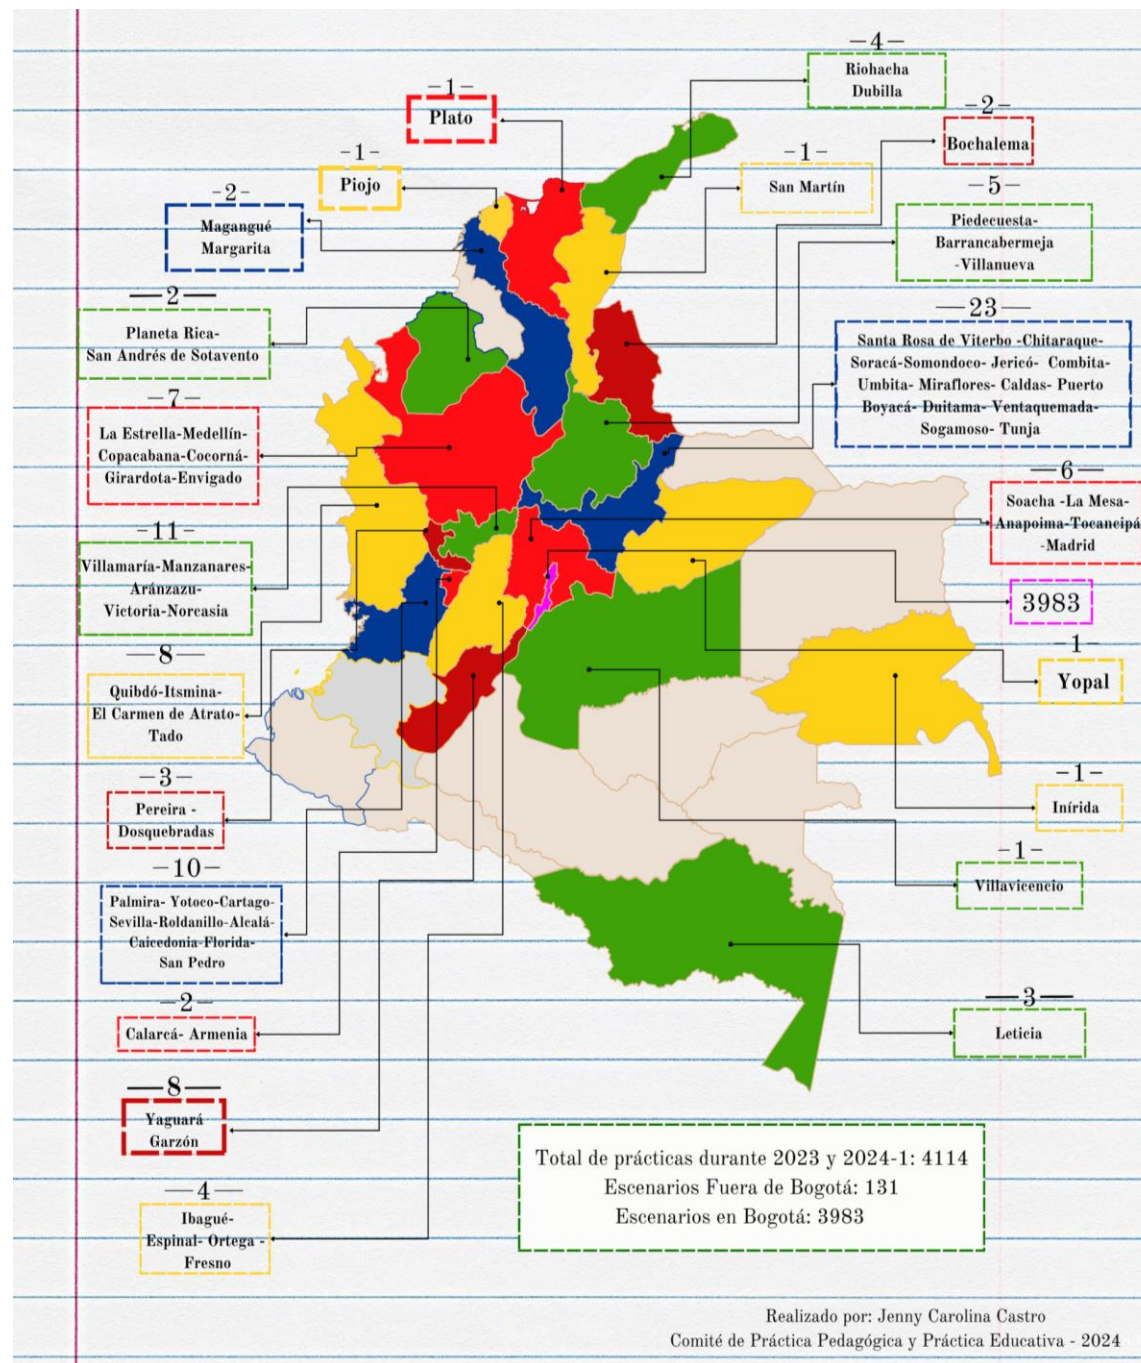 -4-
Riohacha
Dubilla
-1-
Plato
-2-
Bochalema
-1-
Piojo
-1-
San Martín
-2-
Magangué
Margarita
-5-
Piedecuesta-
Barrancabermeja
-Villanueva
-2-
Planeta Rica-
San Andrés de Sotavento
-23-
Santa Rosa de Viterbo -Chitaraque-
Soracá-Somondoco- Jericó- Combita-
Umbita- Miraflores- Caldas- Puerto
Boyacá- Duitama- Ventaquemada-
Sogamoso- Tunja
-7-
La Estrella-Medellín-
Copacabana-Cocorná-
Girardota-Envigado
-6-
Soacha -La Mesa-
Anapoima-Tocancipá
-Madrid
-11-
Villamaría-Manzanares-
Aránzazu-
Victoria-Norcasia
3983
-8-
Quibdó-Itsmina-
El Carmen de Atrato-
Tado
-1-
Yopal
-3-
Pereira -
Dosquebradas
-1-
Inírida
-10-
Palmira- Yotoco-Cartago-
Sevilla-Roldanillo-Alcalá-
Caicedonia-Florida-
San Pedro
-1-
Villavicencio
-2-
Calarcá- Armenia
-3-
Leticia
-8-
Yaguará
Garzón
-4-
Ibagué-
Espinal- Ortega -
Fresno
Total de prácticas durante 2023 y 2024-1: 4114
Escenarios Fuera de Bogotá: 131
Escenarios en Bogotá: 3983
Realizado por: Jenny Carolina Castro
Comité de Práctica Pedagógica y Práctica Educativa - 2024